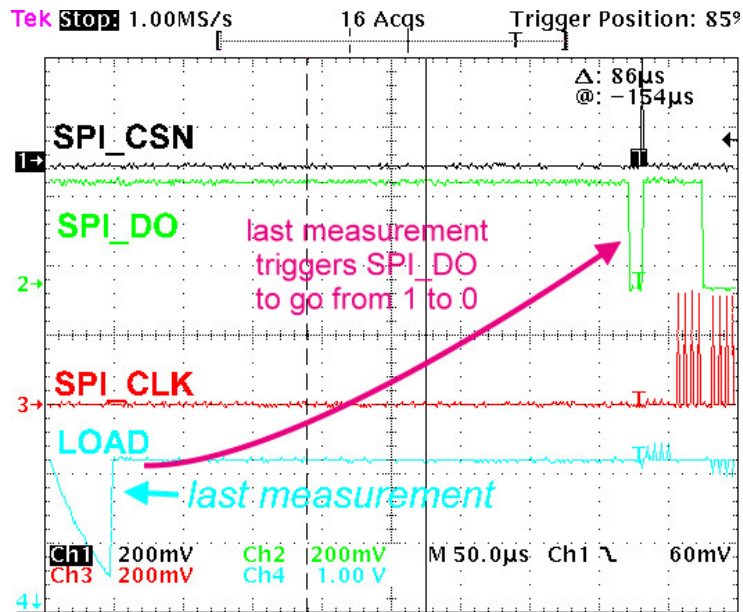 Tek Stop: 1.00MS/s 16 Acqs Trigger Position: 85%
Δ: 86µs
@: −154µs
SPI_CSN
1→
SPI_DO
last measurement
triggers SPI_DO
to go from 1 to 0
2→
SPI_CLK
3→
LOAD
last measurement
Ch1 200mV Ch2 200mV M 50.0µs Ch1 60mV
Ch3 200mV Ch4 1.00 V
4↓